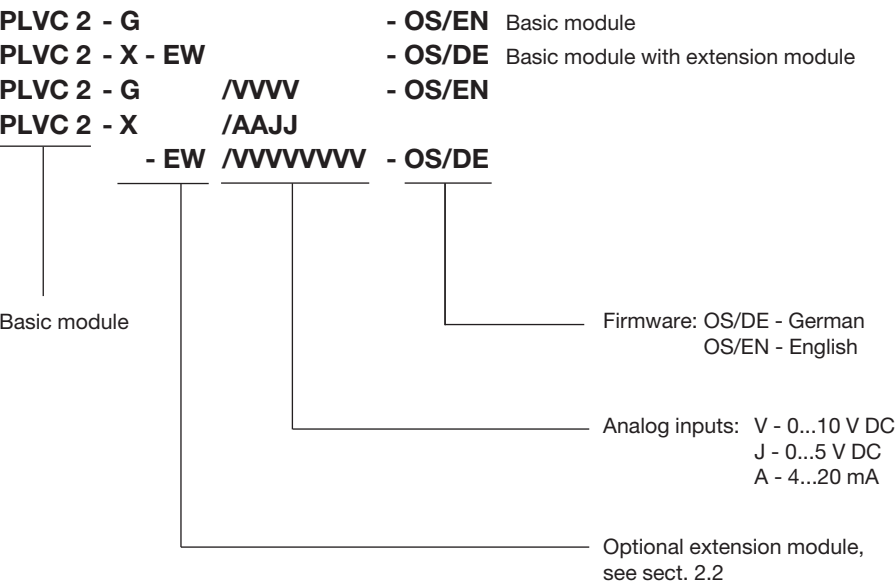 PLVC 2 - G - OS/EN Basic module
PLVC 2 - X - EW - OS/DE Basic module with extension module
PLVC 2 - G /VVVV - OS/EN
PLVC 2 - X /AAJJ
- EW /VVVVVVVV - OS/DE
Basic module
Firmware: OS/DE - German
OS/EN - English
Analog inputs: V - 0...10 V DC
J - 0...5 V DC
A - 4...20 mA
Optional extension module,
see sect. 2.2